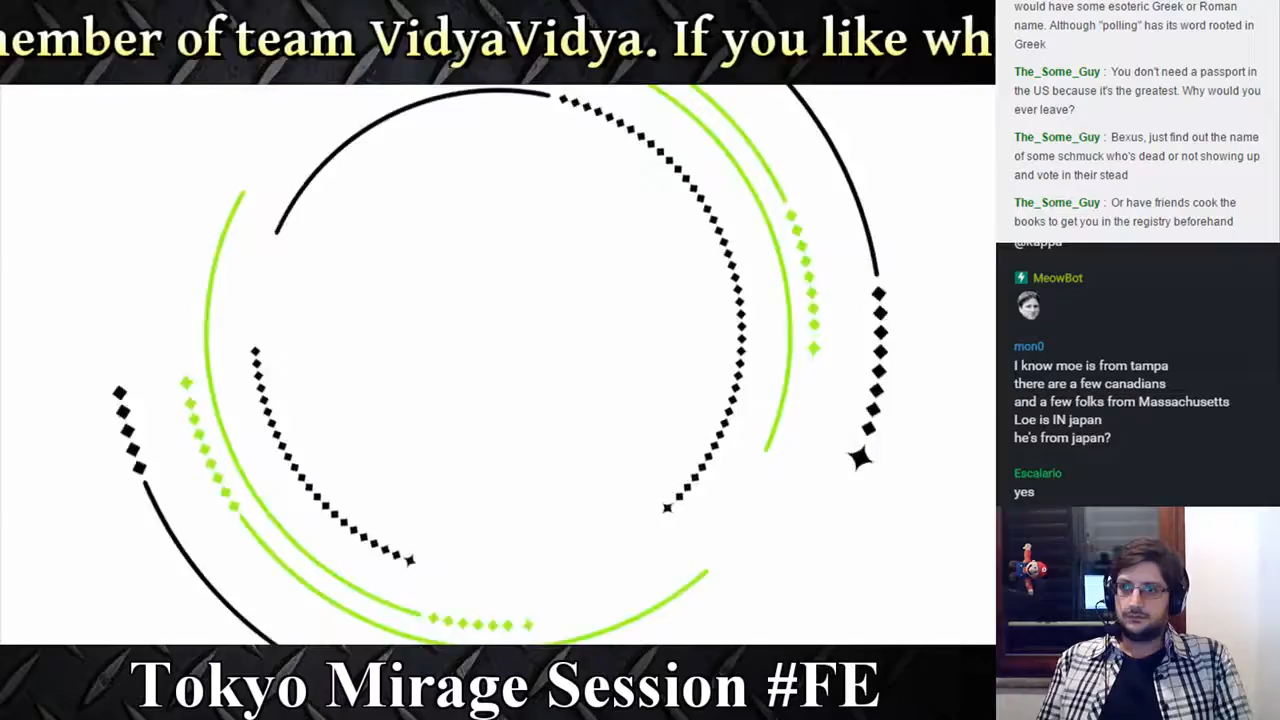 member of team VidyaVidya. If you like wh
would have some esoteric Greek or Roman
name. Although "polling" has its word rooted in
Greek
The_Some_Guy : You don't need a passport in
the US because it's the greatest. Why would you
ever leave?
The_Some_Guy : Bexus, just find out the name
of some schmuck who's dead or not showing up
and vote in their stead
The_Some_Guy : Or have friends cook the
books to get you in the registry beforehand
@kappa
MeowBot
mon0
I know moe is from tampa
there are a few canadians
and a few folks from Massachusetts
Loe is IN japan
he's from japan?
Escalario
yes
Tokyo Mirage Session #FE